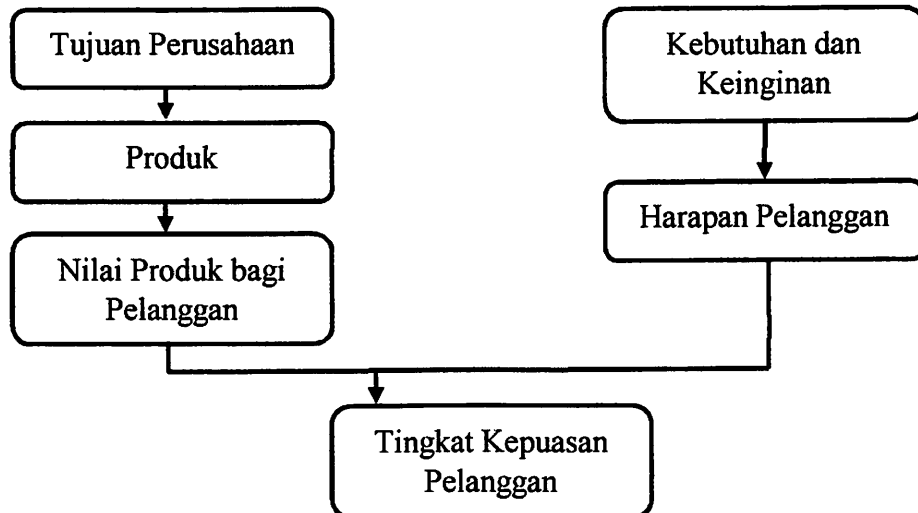 Tujuan Perusahaan
Produk
Nilai Produk bagi
Pelanggan
Kebutuhan dan
Keinginan
Harapan Pelanggan
Tingkat Kepuasan
Pelanggan